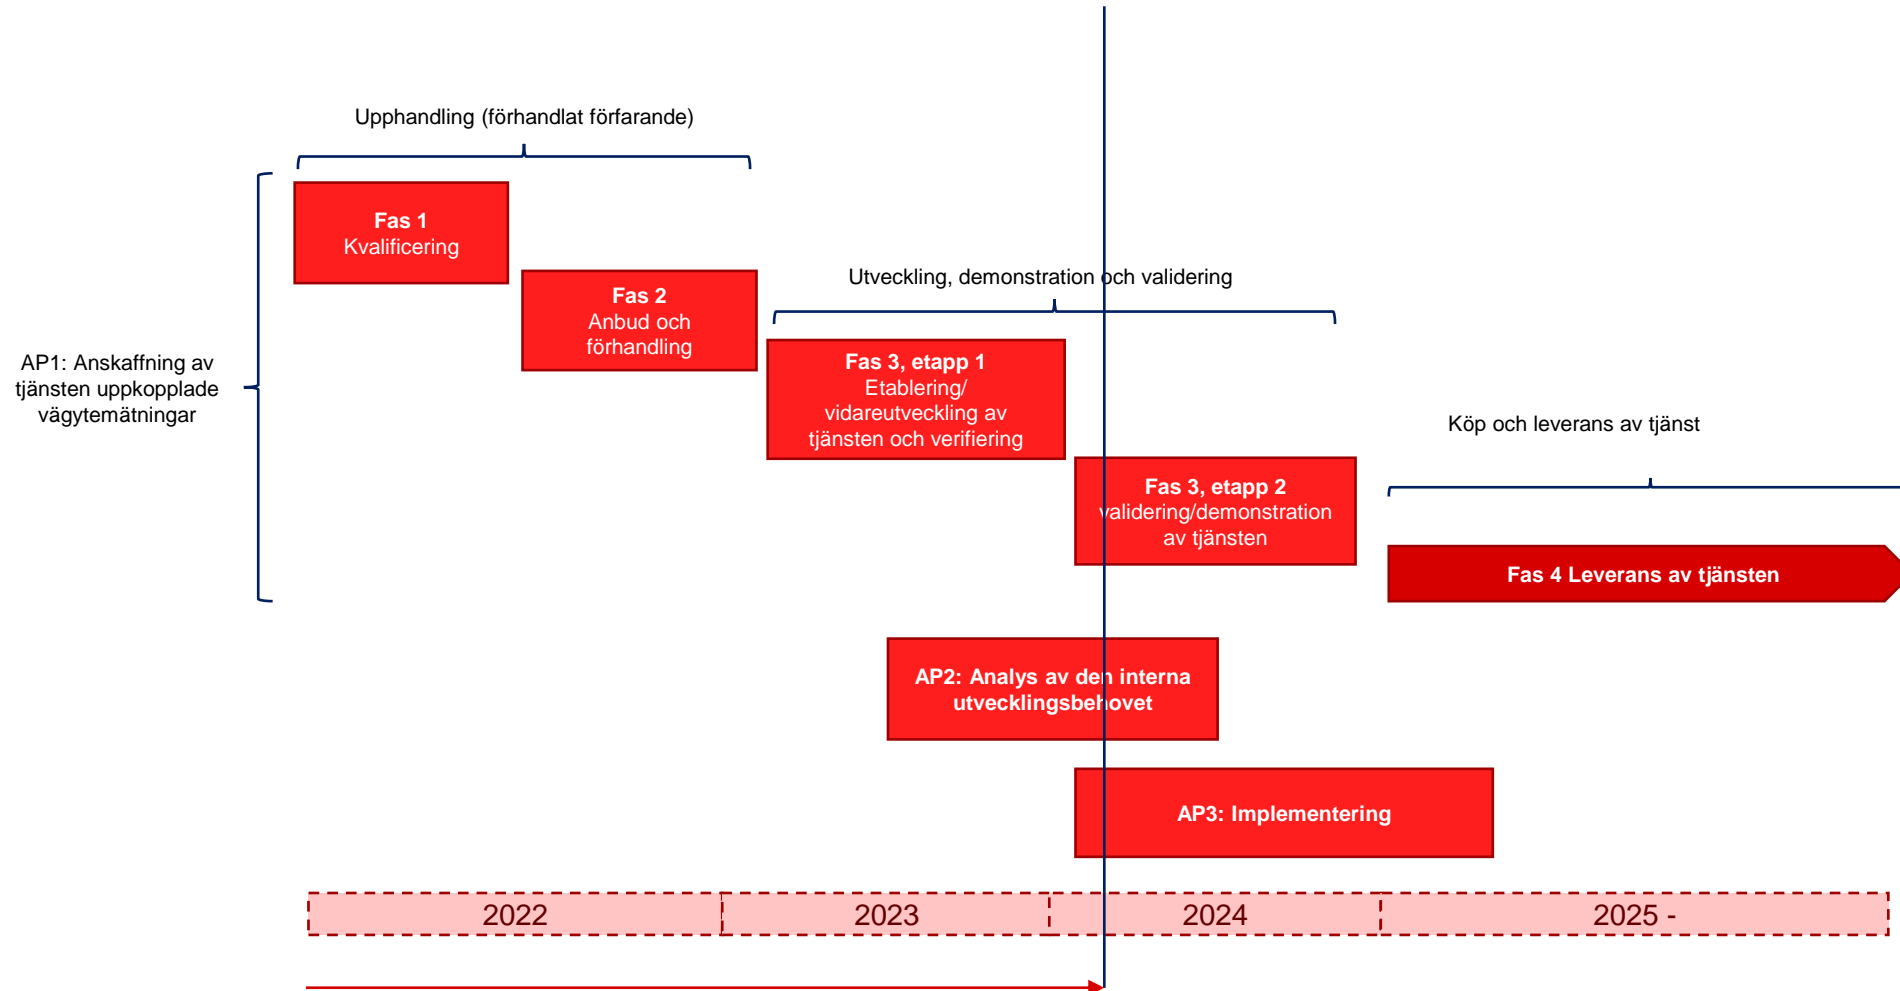 Upphandling (förhandlat förfarande)
Fas 1
Kvalificering
Fas 2
Anbud och
förhandling
Utveckling, demonstration och validering
AP1: Anskaffning av
tjänsten uppkopplade
vägytemätningar
Fas 3, etapp 1
Etablering/
vidareutveckling av
tjänsten och verifiering
Köp och leverans av tjänst
Fas 3, etapp 2
validering/demonstration
av tjänsten
Fas 4 Leverans av tjänsten
AP2: Analys av den interna
utvecklingsbehovet
AP3: Implementering
2022
2023
2024
2025 -